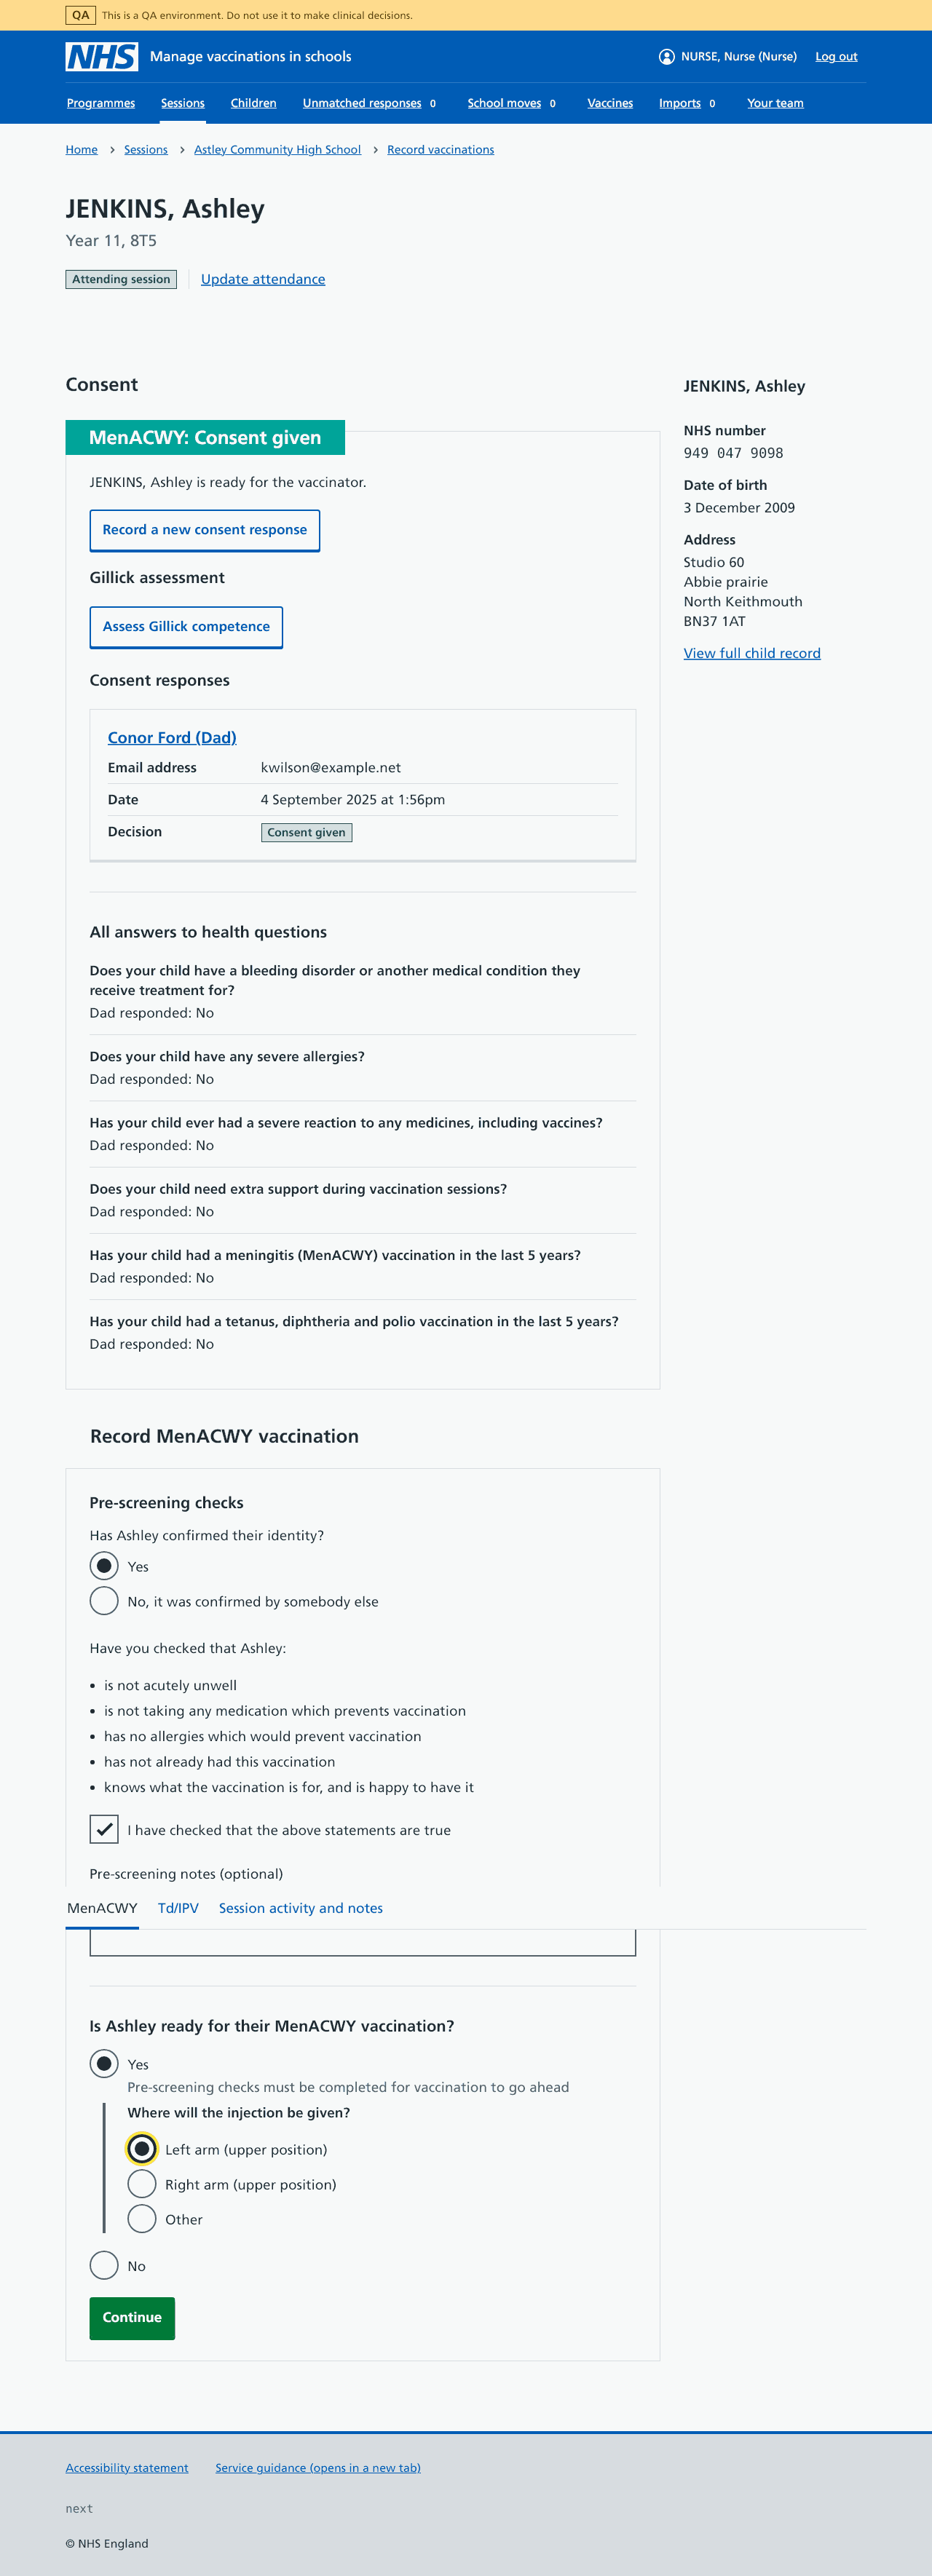 QA This is a QA environment. Do not use it to make clinical decisions.
NHS Manage vaccinations in schools NURSE, Nurse (Nurse) Log out
Programmes Sessions Children Unmatched responses 0 School moves 0 Vaccines Imports 0 Your team
Home Sessions Astley Community High School Record vaccinations
JENKINS, Ashley
Year 11, 8T5
Attending session Update attendance
Consent
MenACWY: Consent given
JENKINS, Ashley is ready for the vaccinator.
Record a new consent response
Gillick assessment
Assess Gillick competence
Consent responses
Conor Ford (Dad)
Email address kwilson@example.net
Date 4 September 2025 at 1:56pm
Decision Consent given
All answers to health questions
Does your child have a bleeding disorder or another medical condition they
receive treatment for?
Dad responded: No
Does your child have any severe allergies?
Dad responded: No
Has your child ever had a severe reaction to any medicines, including vaccines?
Dad responded: No
Does your child need extra support during vaccination sessions?
Dad responded: No
Has your child had a meningitis (MenACWY) vaccination in the last 5 years?
Dad responded: No
Has your child had a tetanus, diphtheria and polio vaccination in the last 5 years?
Dad responded: No
JENKINS, Ashley
NHS number
949 047 9098
Date of birth
3 December 2009
Address
Studio 60
Abbie prairie
North Keithmouth
BN37 1AT
View full child record
Record MenACWY vaccination
Pre-screening checks
Has Ashley confirmed their identity?
Yes
No, it was confirmed by somebody else
Have you checked that Ashley:
• is not acutely unwell
• is not taking any medication which prevents vaccination
• has no allergies which would prevent vaccination
• has not already had this vaccination
• knows what the vaccination is for, and is happy to have it
I have checked that the above statements are true
Pre-screening notes (optional)
MenACWY Td/IPV Session activity and notes
Is Ashley ready for their MenACWY vaccination?
Yes
Pre-screening checks must be completed for vaccination to go ahead
Where will the injection be given?
Left arm (upper position)
Right arm (upper position)
Other
No
Continue
Accessibility statement Service guidance (opens in a new tab)
next
© NHS England